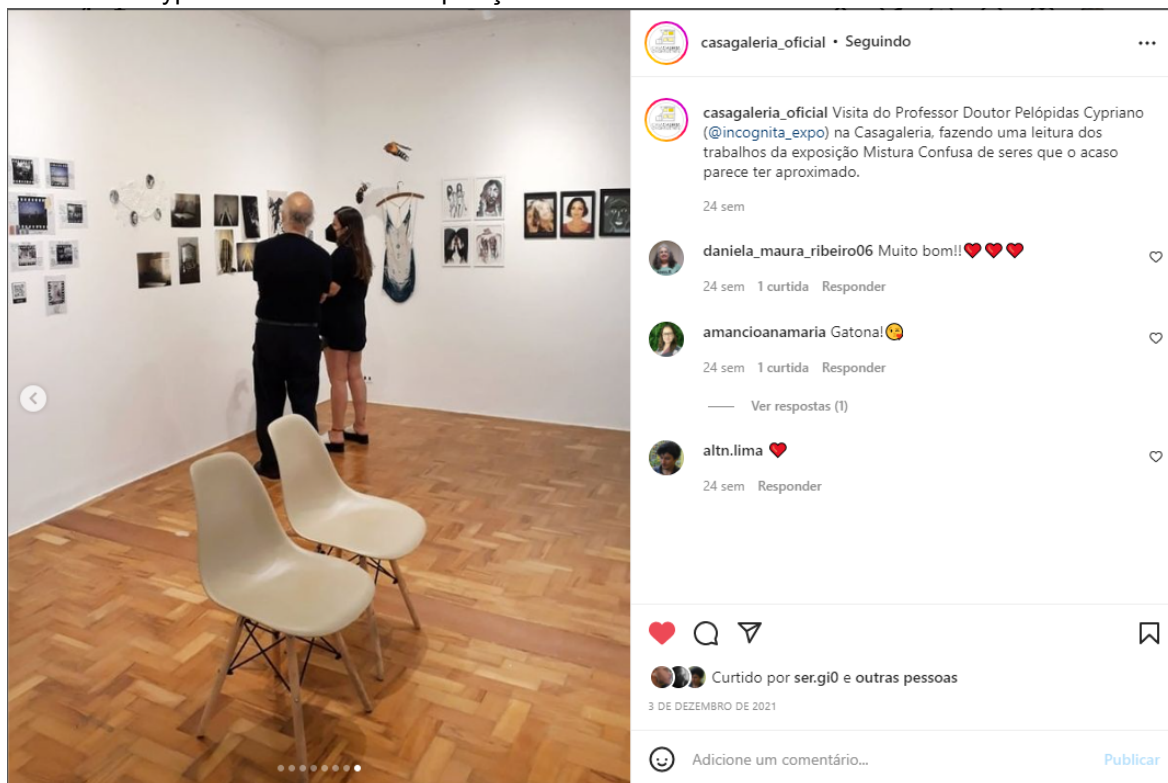 casagaleria_oficial • Seguindo
casagaleria_oficial Visita do Professor Doutor Pelópidas Cypriano
(@incognita_expo) na Casagaleria, fazendo uma leitura dos
trabalhos da exposição Mistura Confusa de seres que o acaso
parece ter aproximado.
24 sem
daniela_maura_ribeiro06 Muito bom!!❤❤❤
24 sem 1 curtida Responder
amancioanamaria Gatona!😘
24 sem 1 curtida Responder
Ver respostas (1)
altn.lima ❤
24 sem Responder
Curtido por ser.gi0 e outras pessoas
3 DE DEZEMBRO DE 2021
Adicione um comentário... Publicar